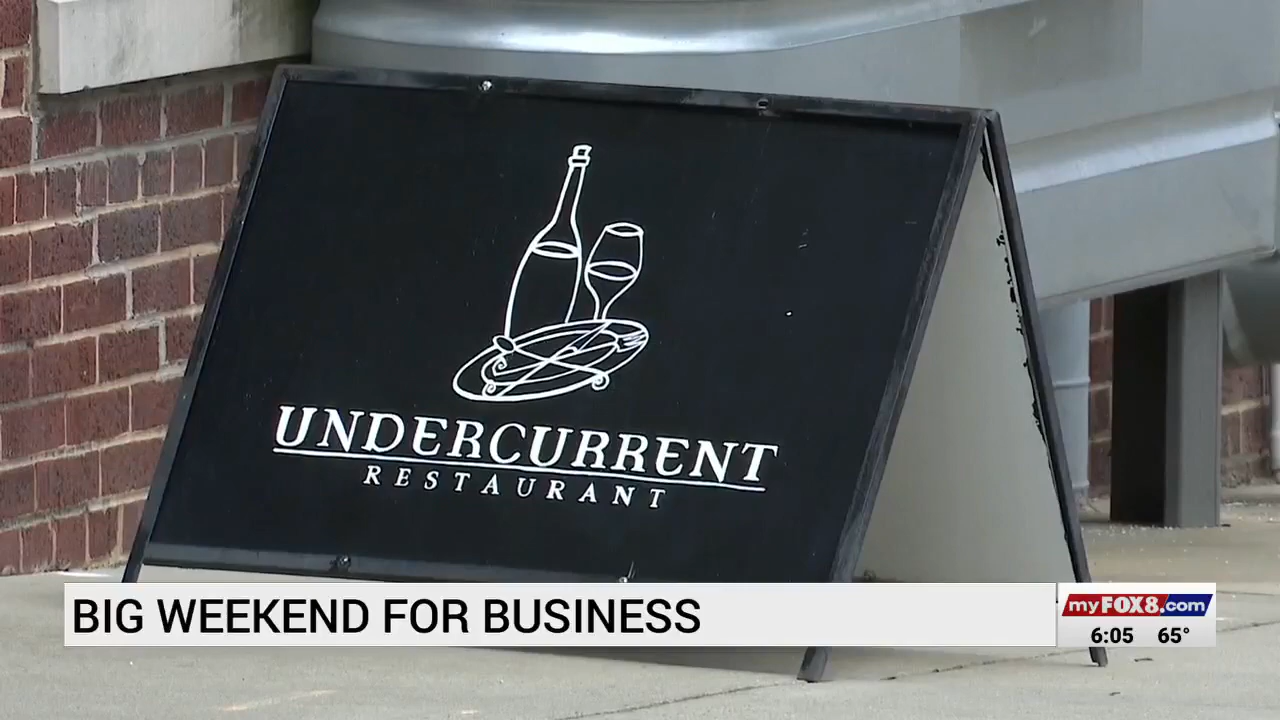 UNDERCURRENT
RESTAURANT
BIG WEEKEND FOR BUSINESS
myFOX8.com
6:05 65°